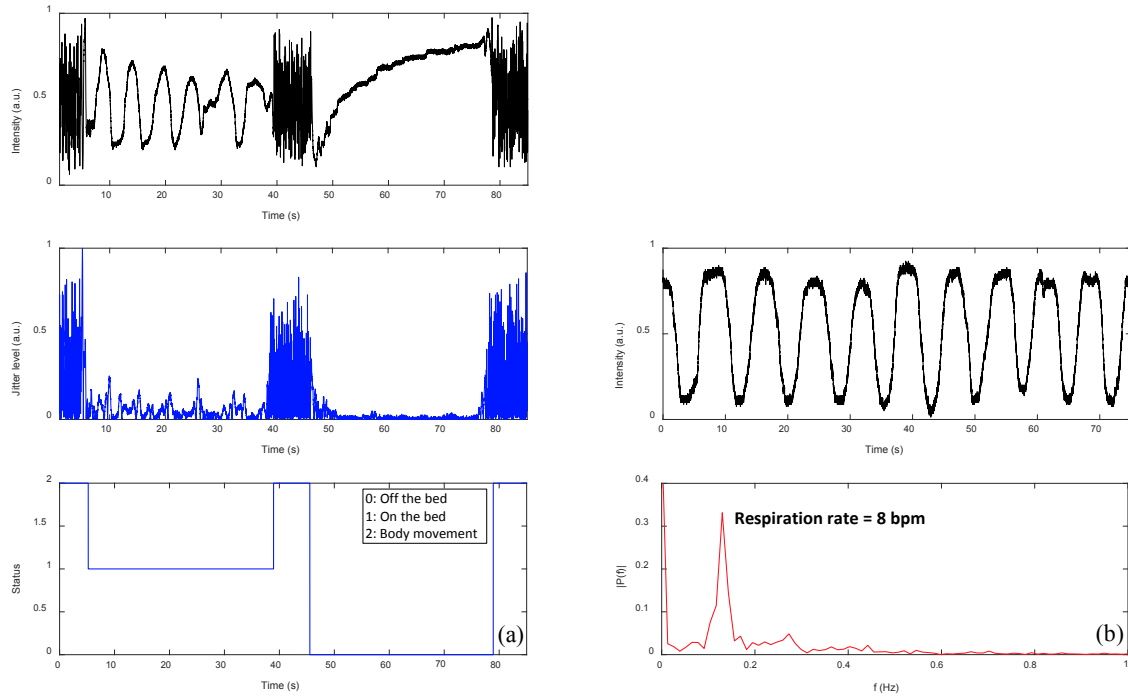 1
0.5
0
Intensity (a.u.)
10 20 30 40 50 60 70 80
Time (s)
1
0.5
0
Jitter level (a.u.)
0 10 20 30 40 50 60 70 80
Time (s)
2
1.5
1
0.5
0
Status
0: Off the bed
1: On the bed
2: Body movement
(a)
0 10 20 30 40 50 60 70 80
Time (s)
1
0.5
0
Intensity (a.u.)
0 10 20 30 40 50 60 70
Time (s)
0.4
0.3
0.2
0.1
0
|P(f)|
Respiration rate = 8 bpm
(b)
0 0.2 0.4 0.6 0.8 1
f (Hz)